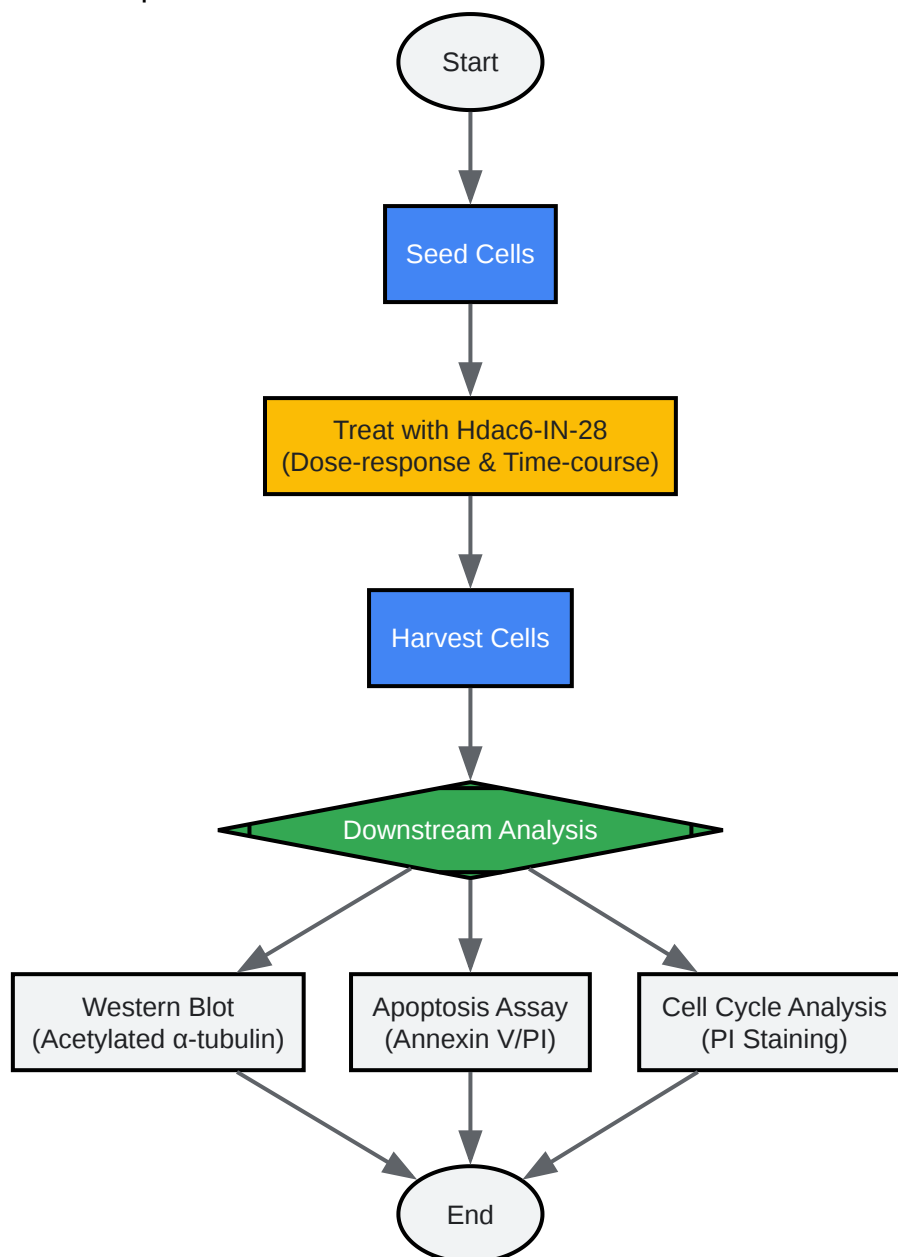 Start
Seed Cells
Treat with Hdac6-IN-28
(Dose-response & Time-course)
Harvest Cells
Downstream Analysis
Western Blot
(Acetylated α-tubulin)
Apoptosis Assay
(Annexin V/PI)
Cell Cycle Analysis
(PI Staining)
End